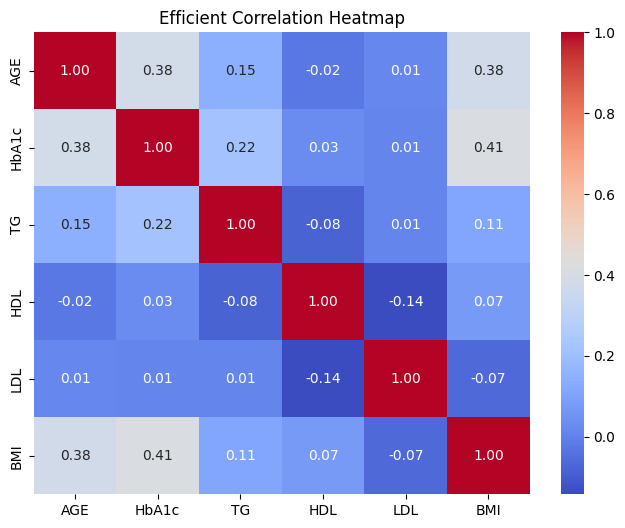 Efficient Correlation Heatmap
AGE 1.00 0.38 0.15 -0.02 0.01 0.38
HbA1c 0.38 1.00 0.22 0.03 0.01 0.41
TG 0.15 0.22 1.00 -0.08 0.01 0.11
HDL -0.02 0.03 -0.08 1.00 -0.14 0.07
LDL 0.01 0.01 0.01 -0.14 1.00 -0.07
BMI 0.38 0.41 0.11 0.07 -0.07 1.00
AGE HbA1c TG HDL LDL BMI
1.0
0.8
0.6
0.4
0.2
0.0